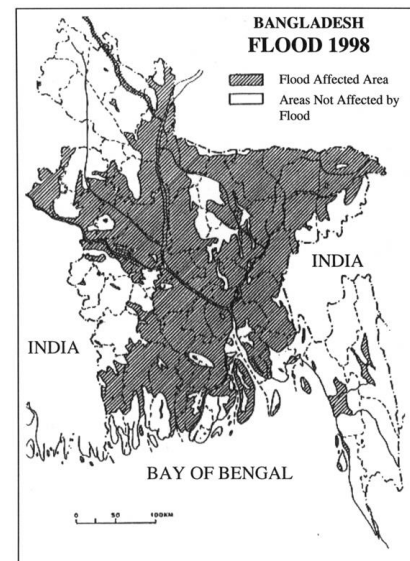 BANGLADESH
FLOOD 1998
Flood Affected Area
Areas Not Affected by
Flood
INDIA
INDIA
BAY OF BENGAL
0 50 100KM